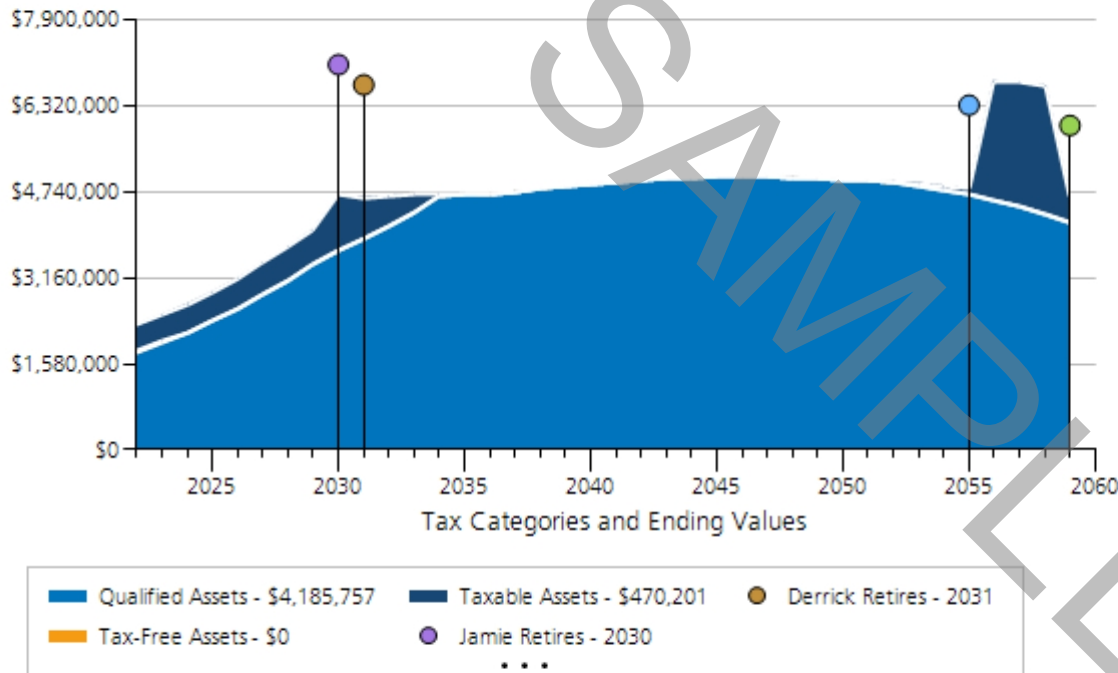 $7,900,000
$6,320,000
$4,740,000
$3,160,000
$1,580,000
$0
2025 2030 2035 2040 2045 2050 2055 2060
Tax Categories and Ending Values
Qualified Assets - $4,185,757 Taxable Assets - $470,201 Derrick Retires - 2031
Tax-Free Assets - $0 Jamie Retires - 2030
• • •
SAMPLE